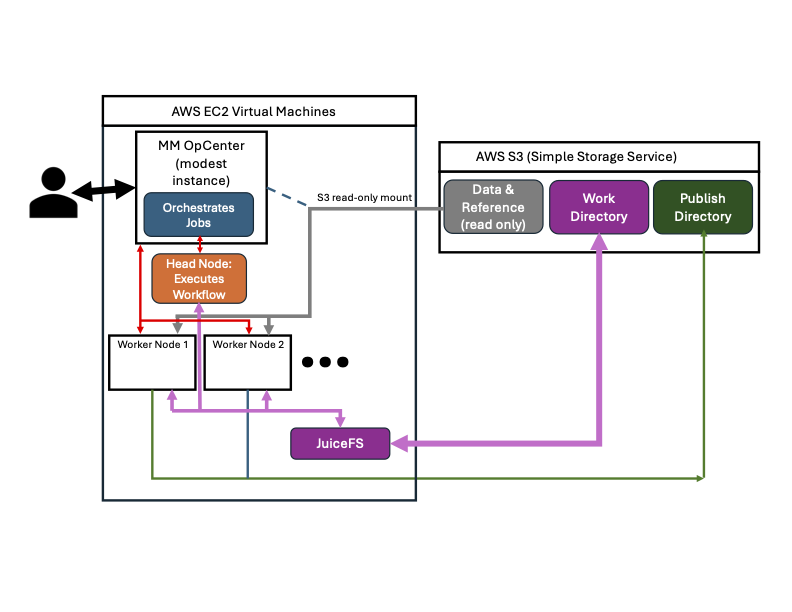 AWS EC2 Virtual Machines
MM OpCenter
(modest
instance)
Orchestrates
Jobs
Head Node:
Executes
Workflow
Worker Node 1
Worker Node 2
JuiceFS
S3 read-only mount
AWS S3 (Simple Storage Service)
Data &
Reference
(read only)
Work
Directory
Publish
Directory